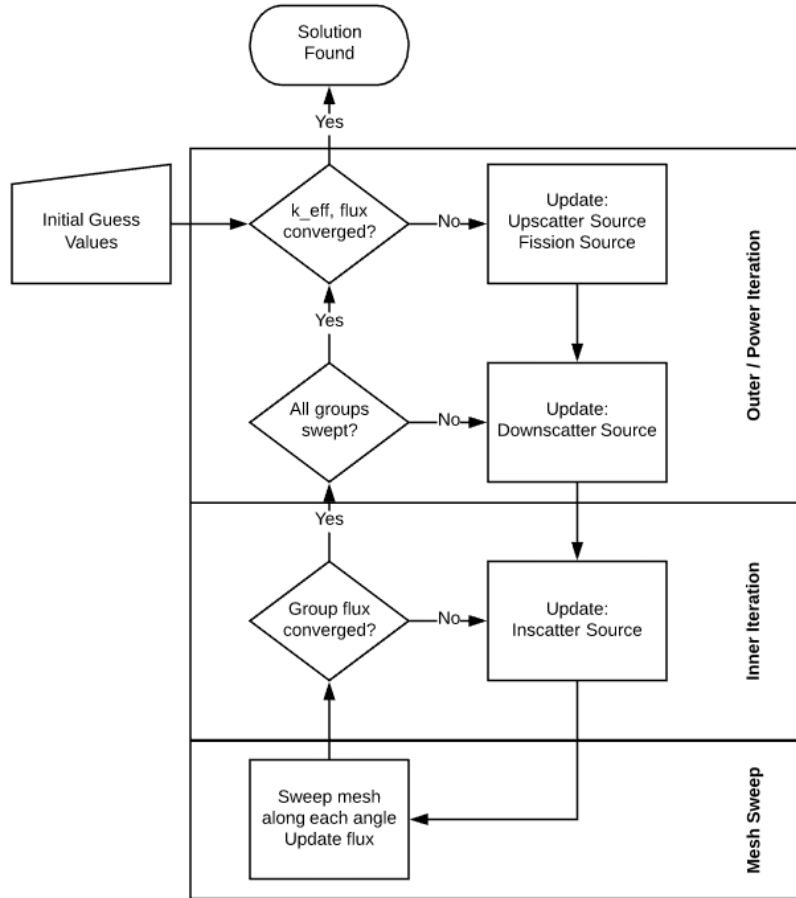 Solution
Found
Yes
Initial Guess
Values
k_eff, flux
converged?
No
Update:
Upscatter Source
Fission Source
Yes
All groups
swept?
No
Update:
Downscatter Source
Outer / Power Iteration
Yes
Group flux
converged?
No
Update:
Inscatter Source
Inner Iteration
Sweep mesh
along each angle
Update flux
Mesh Sweep